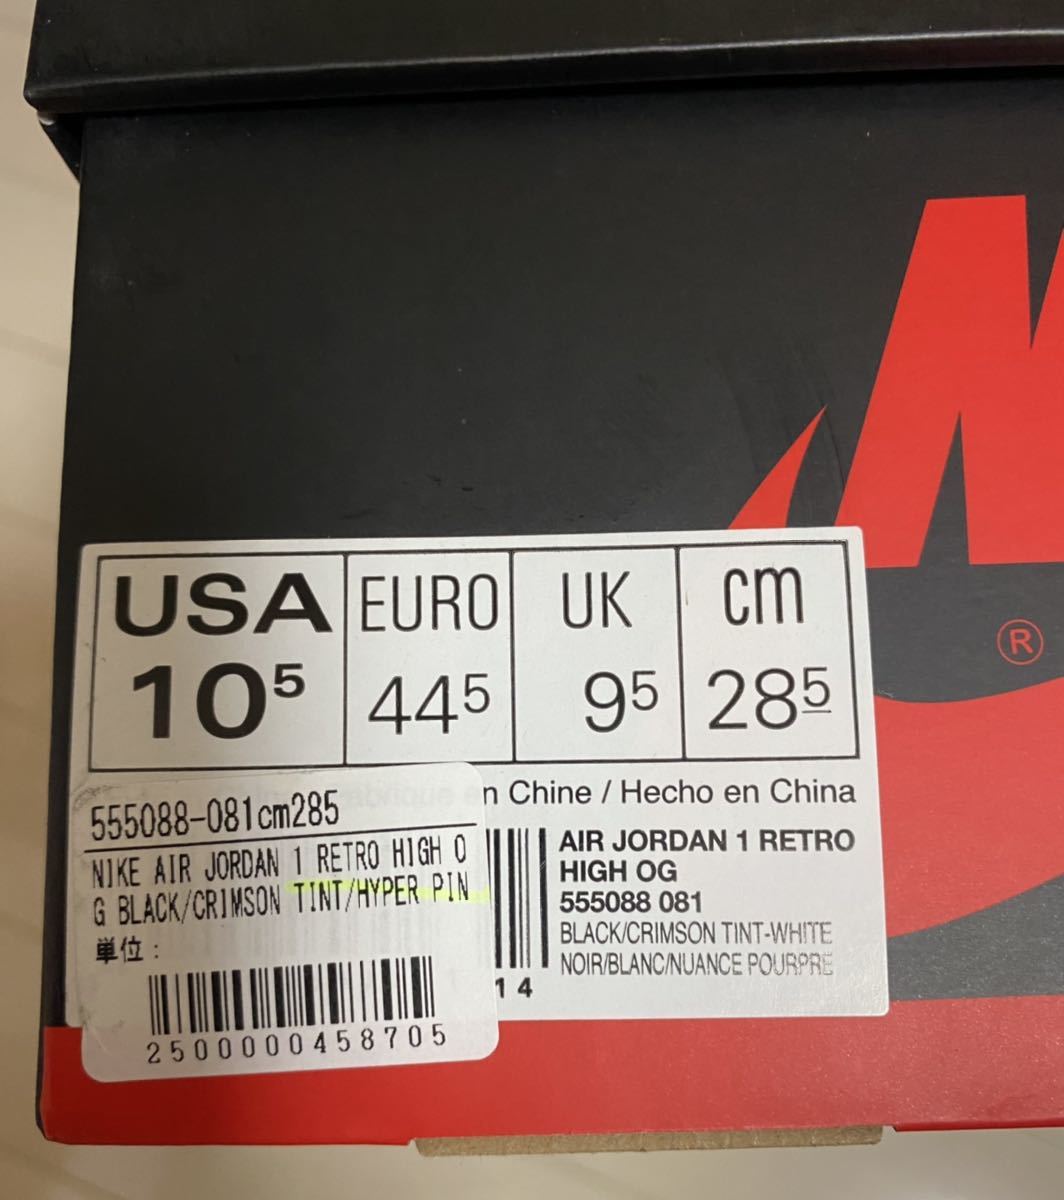 USA EURO UK cm
10⁵ 44⁵ 9⁵ 28⁵
n Chine / Hecho en China
555088-081cm285
NIKE AIR JORDAN 1 RETRO HIGH O
G BLACK/CRIMSON TINT/HYPER PIN
単位:
2500000458705
AIR JORDAN 1 RETRO
HIGH OG
555088 081
BLACK/CRIMSON TINT-WHITE
NOIR/BLANC/NUANCE POURPRE
14
®